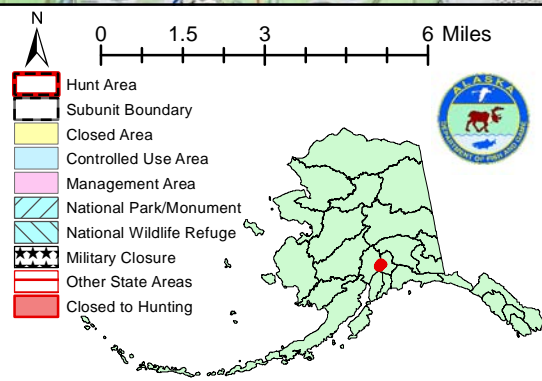 N
0 1.5 3 6 Miles
Hunt Area
Subunit Boundary
Closed Area
Controlled Use Area
Management Area
National Park/Monument
National Wildlife Refuge
Military Closure
Other State Areas
Closed to Hunting
ALASKA
DEPARTMENT OF FISH AND GAME